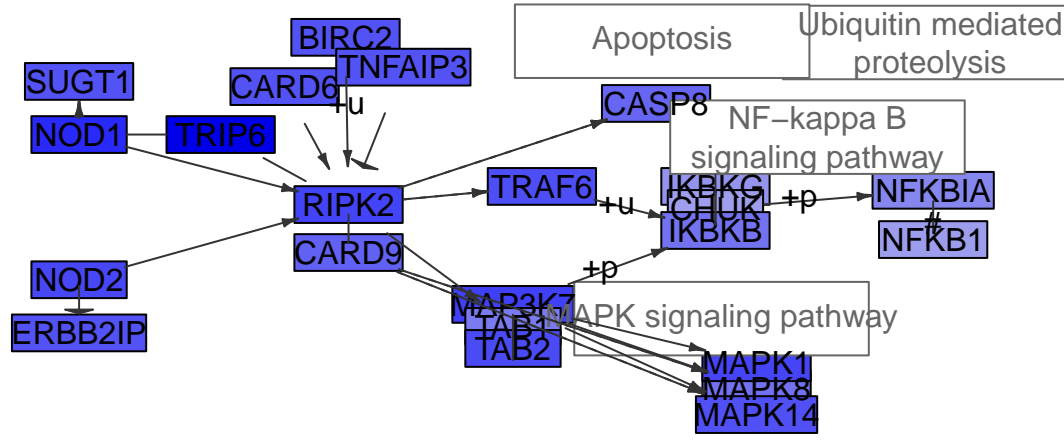 BIRC2
Apoptosis
Ubiquitin mediated
proteolysis
TNFAIP3
SUGT1
CARD6
+u
CASP8
NOD1
TRIP6
NF−kappa B
signaling pathway
IKBKG
TRAF6
NFKBIA
RIPK2
+u
CHUK
+p
IKBKB
#
NFKB1
CARD9
NOD2
+p
MAP3K7
MAPK signaling pathway
ERBB2IP
TAB1
TAB2
MAPK1
MAPK8
MAPK14